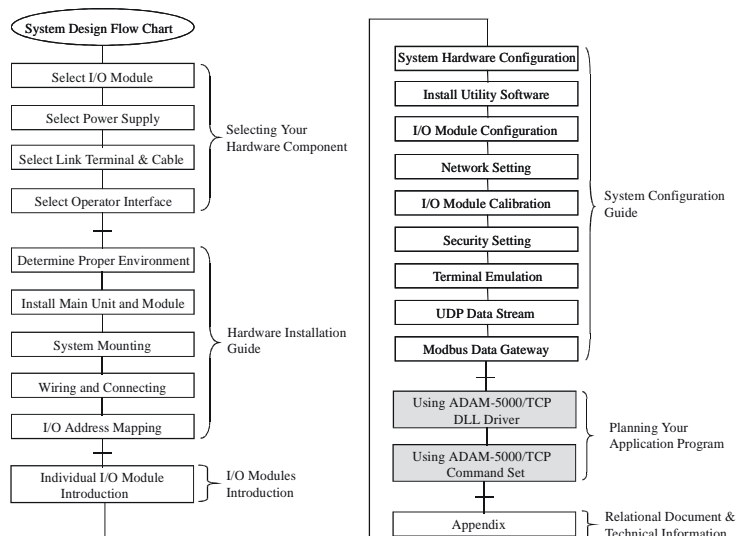 System Design Flow Chart
Select I/O Module
Select Power Supply
Select Link Terminal & Cable
Select Operator Interface
Selecting Your
Hardware Component
Determine Proper Environment
Install Main Unit and Module
System Mounting
Wiring and Connecting
I/O Address Mapping
Hardware Installation
Guide
Individual I/O Module
Introduction
I/O Modules
Introduction
System Hardware Configuration
Install Utility Software
I/O Module Configuration
Network Setting
I/O Module Calibration
Security Setting
Terminal Emulation
UDP Data Stream
Modbus Data Gateway
System Configuration
Guide
Using ADAM-5000/TCP
DLL Driver
Using ADAM-5000/TCP
Command Set
Planning Your
Application Program
Appendix
Relational Document &
Technical Information